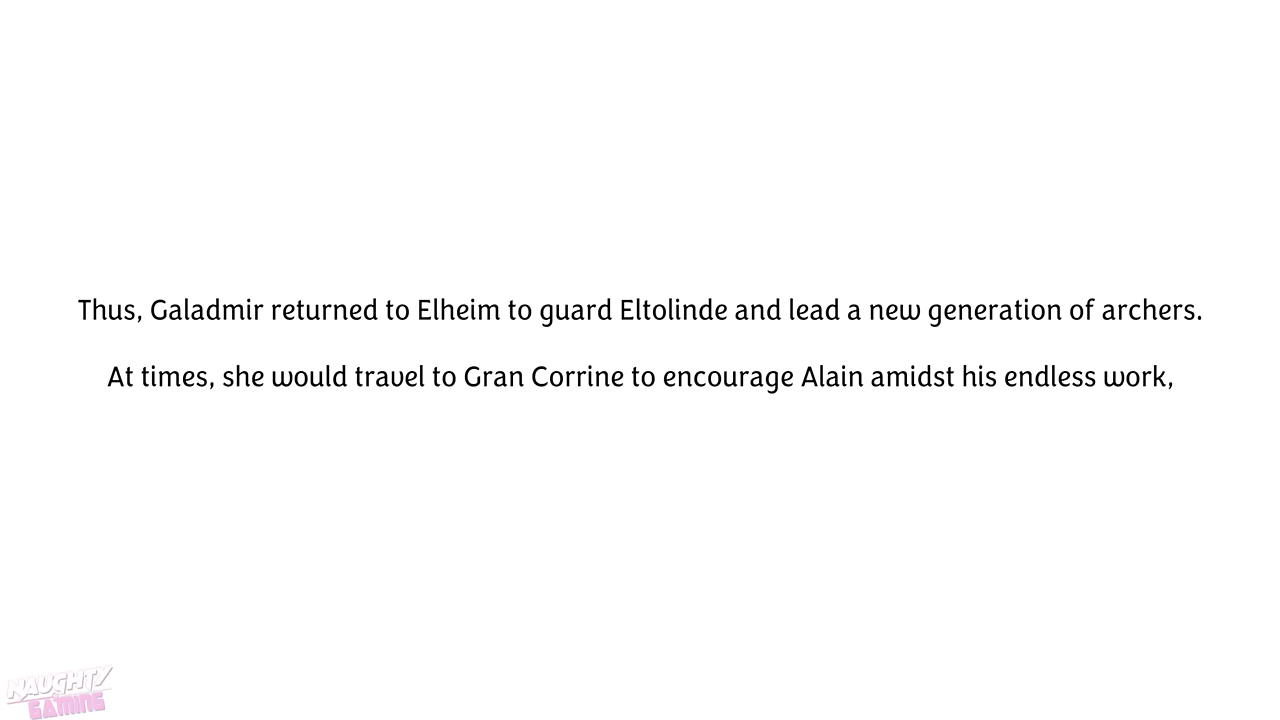 Thus, Galadmir returned to Elheim to guard Eltolinde and lead a new generation of archers.
At times, she would travel to Gran Corrine to encourage Alain amidst his endless work,
NAUGHTY
GAMING